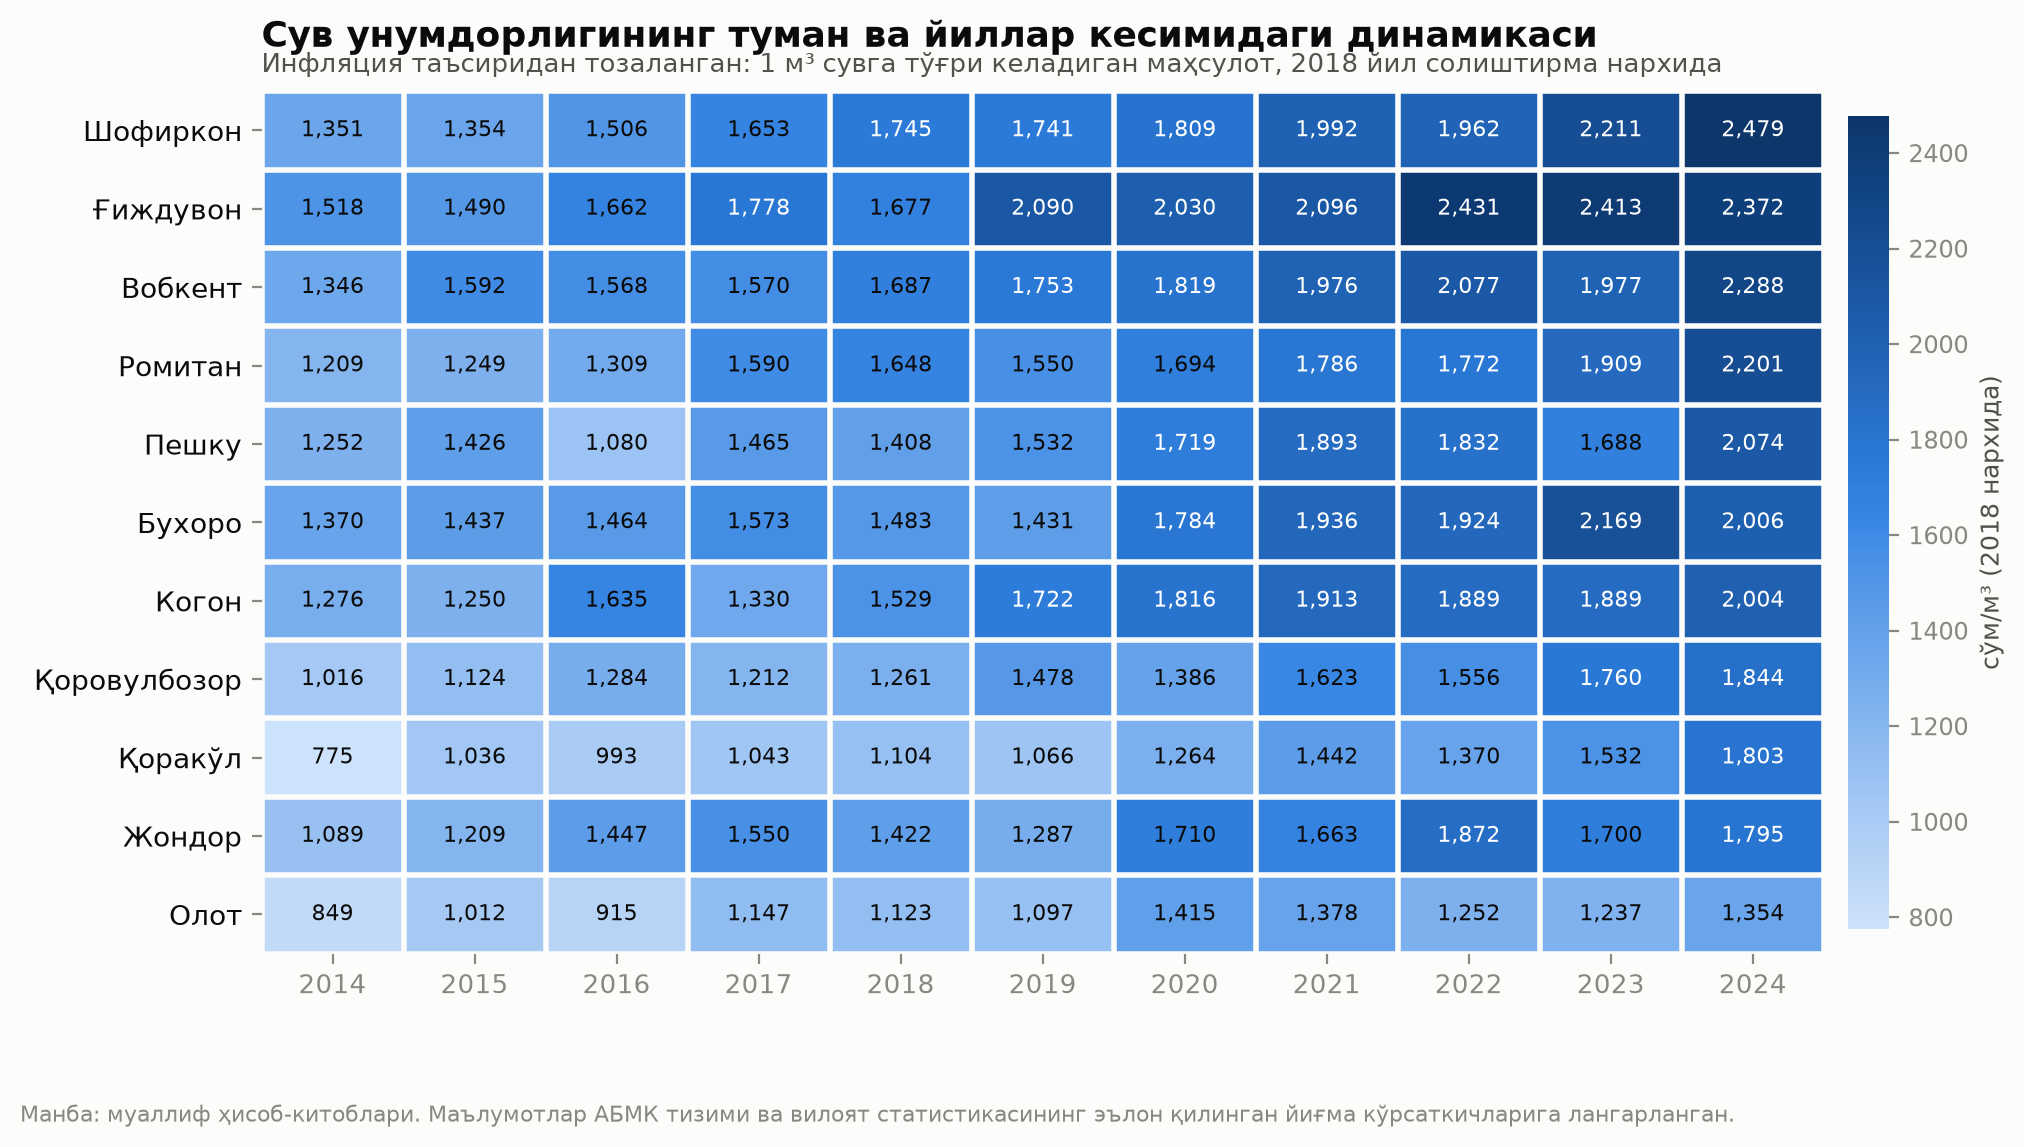 Сув унумдорлигининг туман ва йиллар кесимидаги динамикаси
Инфляция таъсиридан тозаланган: 1 м³ сувга тўғри келадиган маҳсулот, 2018 йил солиштирма нархида
Шофиркон 1,351 1,354 1,506 1,653 1,745 1,741 1,809 1,992 1,962 2,211 2,479
Ғиждувон 1,518 1,490 1,662 1,778 1,677 2,090 2,030 2,096 2,431 2,413 2,372
Вобкент 1,346 1,592 1,568 1,570 1,687 1,753 1,819 1,976 2,077 1,977 2,288
Ромитан 1,209 1,249 1,309 1,590 1,648 1,550 1,694 1,786 1,772 1,909 2,201
Пешку 1,252 1,426 1,080 1,465 1,408 1,532 1,719 1,893 1,832 1,688 2,074
Бухоро 1,370 1,437 1,464 1,573 1,483 1,431 1,784 1,936 1,924 2,169 2,006
Когон 1,276 1,250 1,635 1,330 1,529 1,722 1,816 1,913 1,889 1,889 2,004
Қоровулбозор 1,016 1,124 1,284 1,212 1,261 1,478 1,386 1,623 1,556 1,760 1,844
Қоракўл 775 1,036 993 1,043 1,104 1,066 1,264 1,442 1,370 1,532 1,803
Жондор 1,089 1,209 1,447 1,550 1,422 1,287 1,710 1,663 1,872 1,700 1,795
Олот 849 1,012 915 1,147 1,123 1,097 1,415 1,378 1,252 1,237 1,354
2014 2015 2016 2017 2018 2019 2020 2021 2022 2023 2024
2400
2200
2000
1800
1600
1400
1200
1000
800
сўм/м³ (2018 нархида)
Манба: муаллиф ҳисоб-китоблари. Маълумотлар АБМК тизими ва вилоят статистикасининг эълон қилинган йиғма кўрсаткичларига лангарланган.